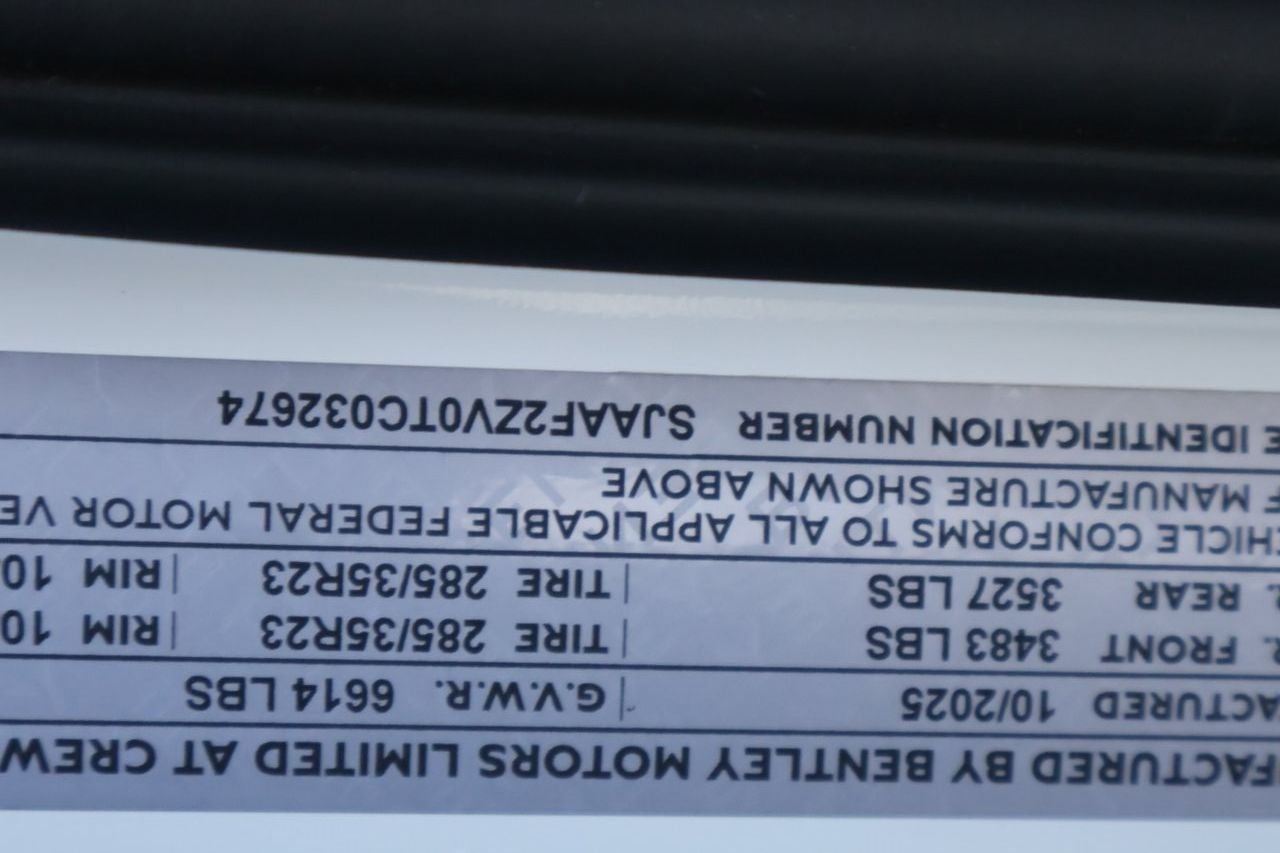 FACTURED BY BENTLEY MOTORS LIMITED AT CREW
ACTURED 10/2025 | G.V.W.R. 6614 LBS
R. FRONT 3483 LBS | TIRE 285/35R23 | RIM 10
. REAR 3527 LBS | TIRE 285/35R23 | RIM 10
HICLE CONFORMS TO ALL APPLICABLE FEDERAL MOTOR VE
F MANUFACTURE SHOWN ABOVE
E IDENTIFICATION NUMBER SJAAF2ZV0TC032674